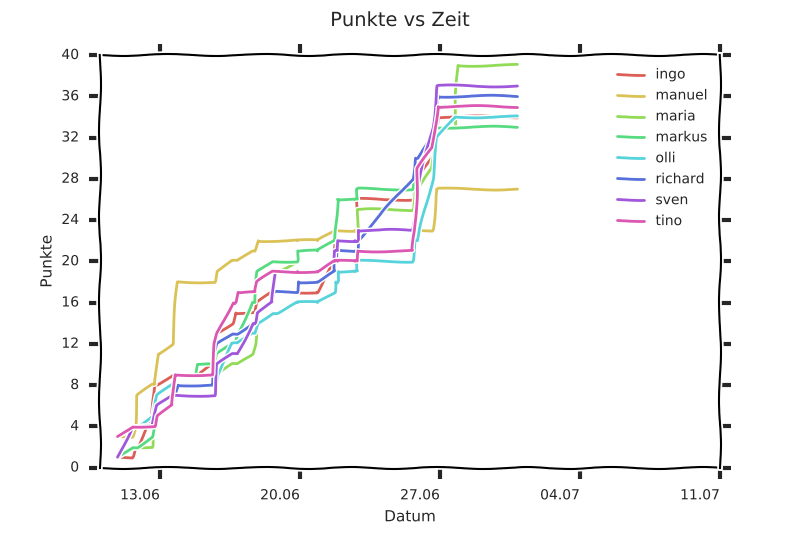 Punkte vs Zeit
40
36
32
28
24
20
16
12
8
4
0
Punkte
ingo
manuel
maria
markus
olli
richard
sven
tino
13.06 20.06 27.06 04.07 11.07
Datum